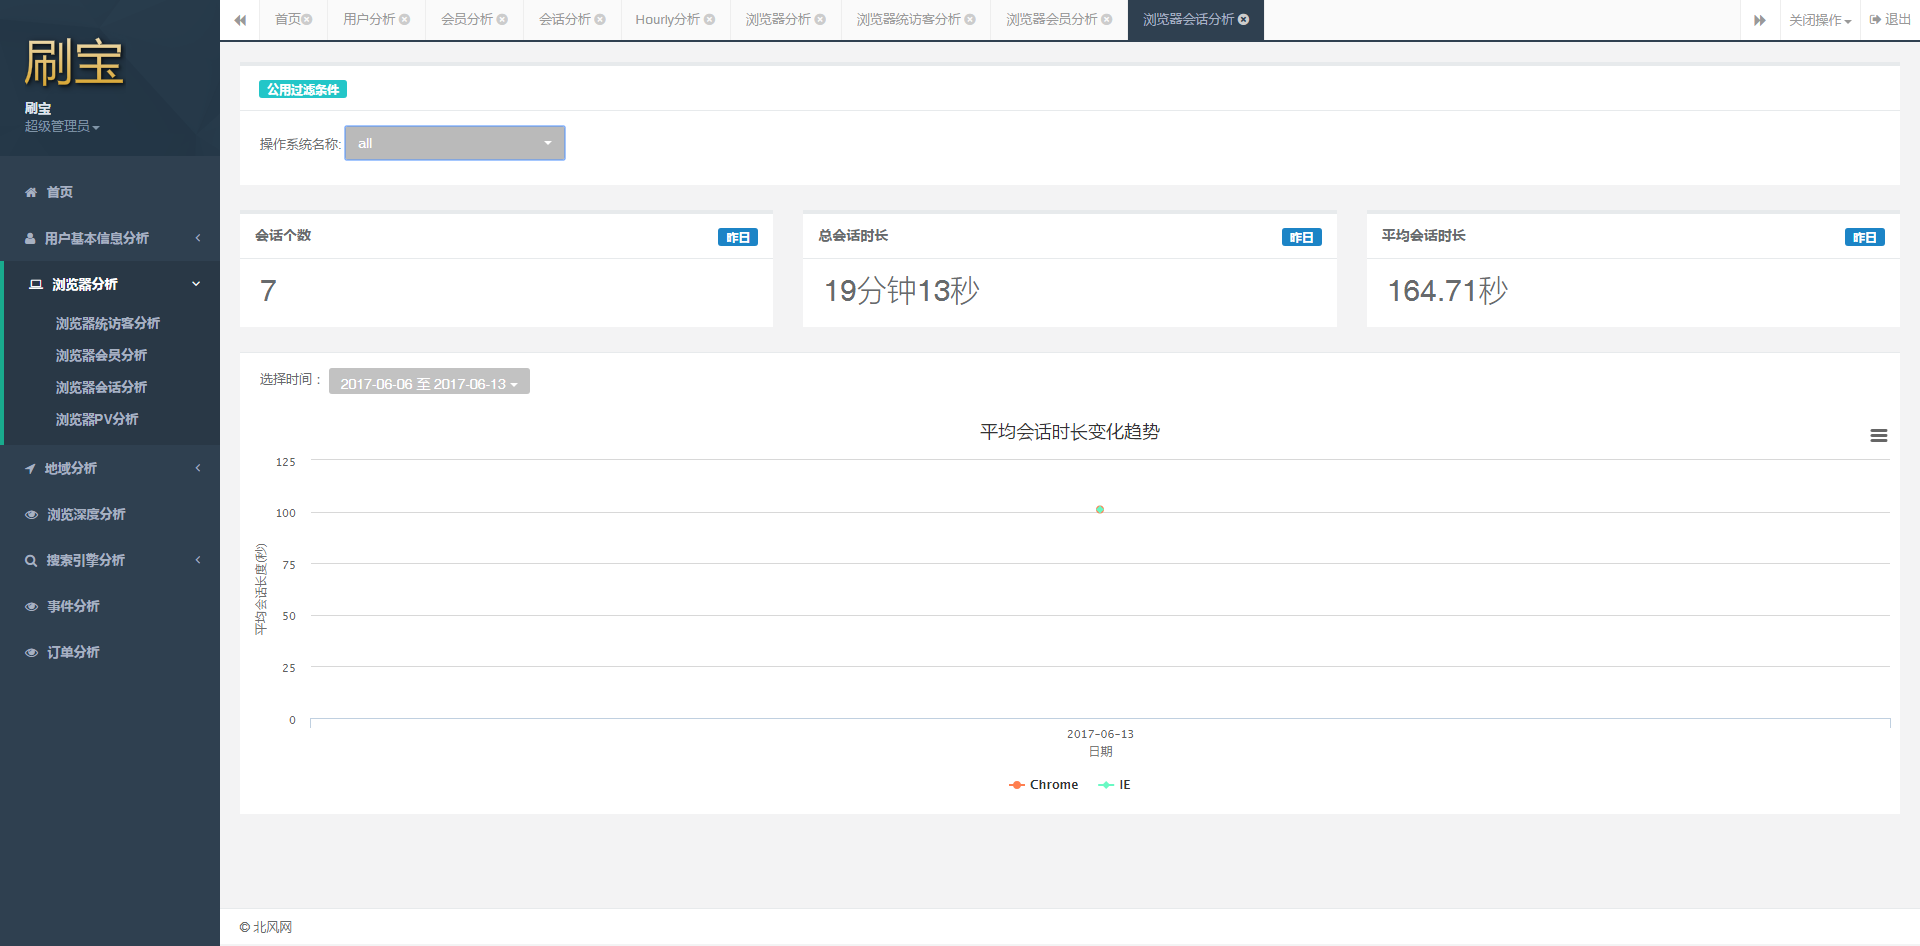 刷宝
刷宝
超级管理员
首页
用户基本信息分析
浏览器分析
浏览器统访客分析
浏览器会员分析
浏览器会话分析
浏览器PV分析
地域分析
浏览深度分析
搜索引擎分析
事件分析
订单分析
首页 用户分析 会员分析 会话分析 Hourly分析 浏览器分析 浏览器统访客分析 浏览器会员分析 浏览器会话分析 关闭操作 退出
公用过滤条件
操作系统名称: all
会话个数 昨日
7
总会话时长 昨日
19分钟13秒
平均会话时长 昨日
164.71秒
选择时间： 2017-06-06 至 2017-06-13
平均会话时长变化趋势
平均会话长度(秒)
125
100
75
50
25
0
2017-06-13
日期
Chrome IE
© 北风网